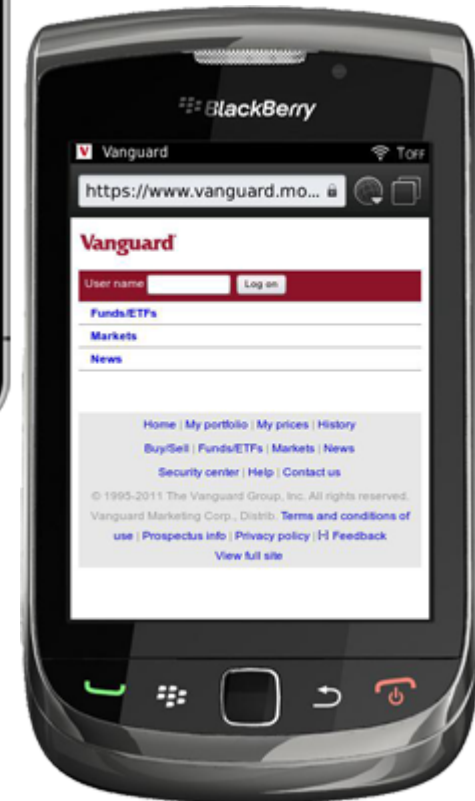 BlackBerry
V Vanguard TOFF
https://www.vanguard.mo...
Vanguard
User name Log on
Funds/ETFs
Markets
News
Home | My portfolio | My prices | History
Buy/Sell | Funds/ETFs | Markets | News
Security center | Help | Contact us
© 1995-2011 The Vanguard Group, Inc. All rights reserved.
Vanguard Marketing Corp., Distrib. Terms and conditions of
use | Prospectus info | Privacy policy | [-] Feedback
View full site